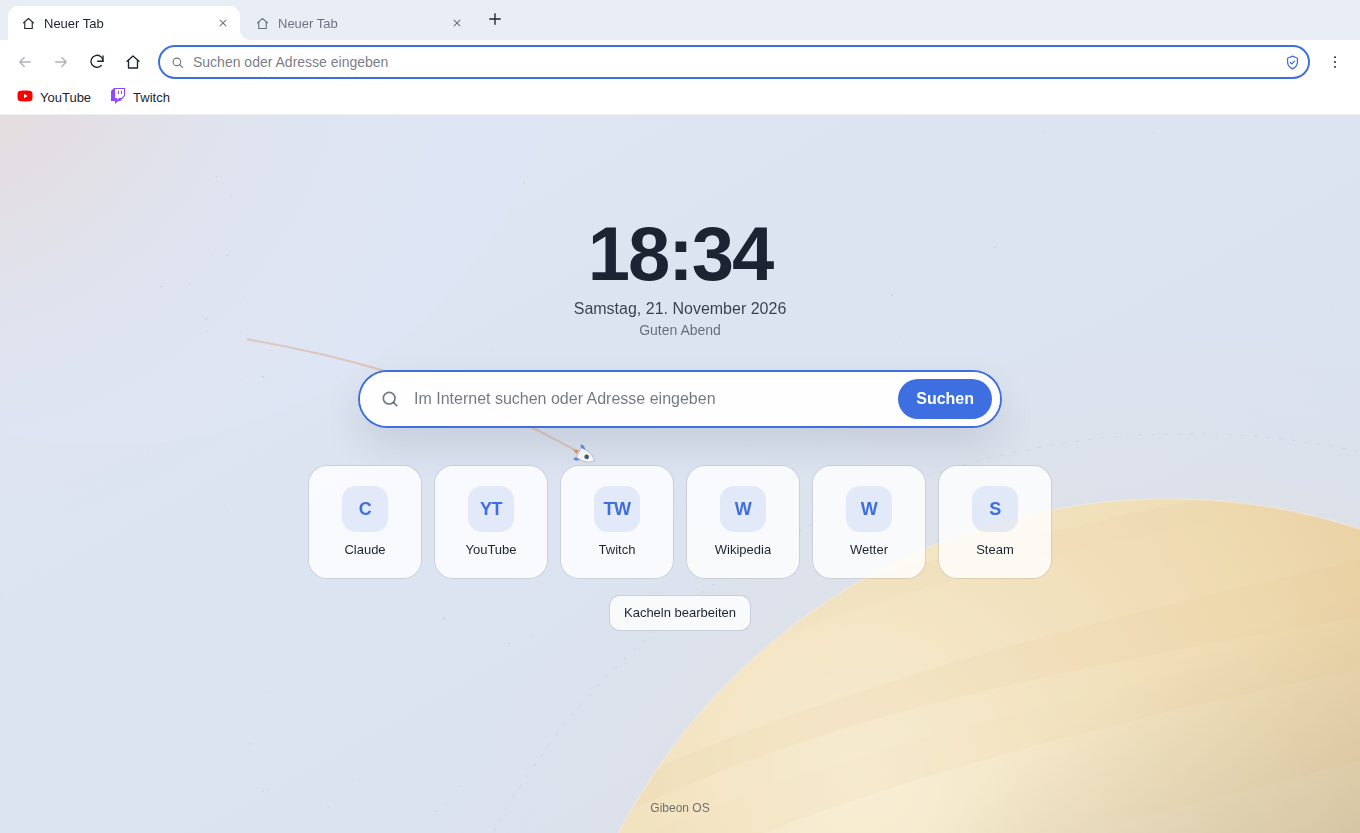 Neuer Tab
Neuer Tab
Suchen oder Adresse eingeben
YouTube
Twitch
18:34
Samstag, 21. November 2026
Guten Abend
Im Internet suchen oder Adresse eingeben
Suchen
C
YT
TW
W
W
S
Claude
YouTube
Twitch
Wikipedia
Wetter
Steam
Kacheln bearbeiten
Gibeon OS